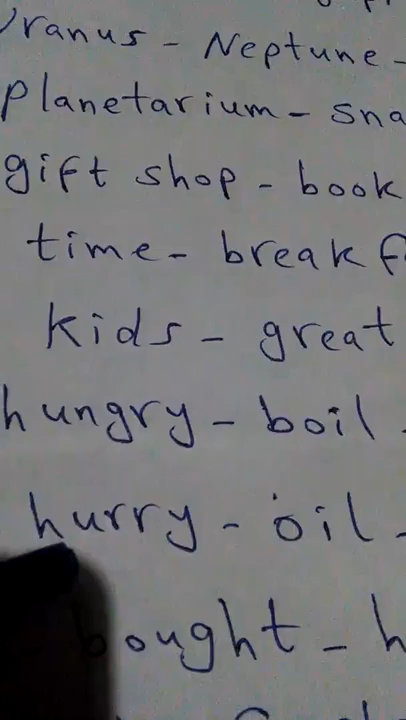 Uranus - Neptune -
Planetarium - sna
gift shop - book
time - breakf
kids - great
hungry - boil -
hurry - oil -
bought - h